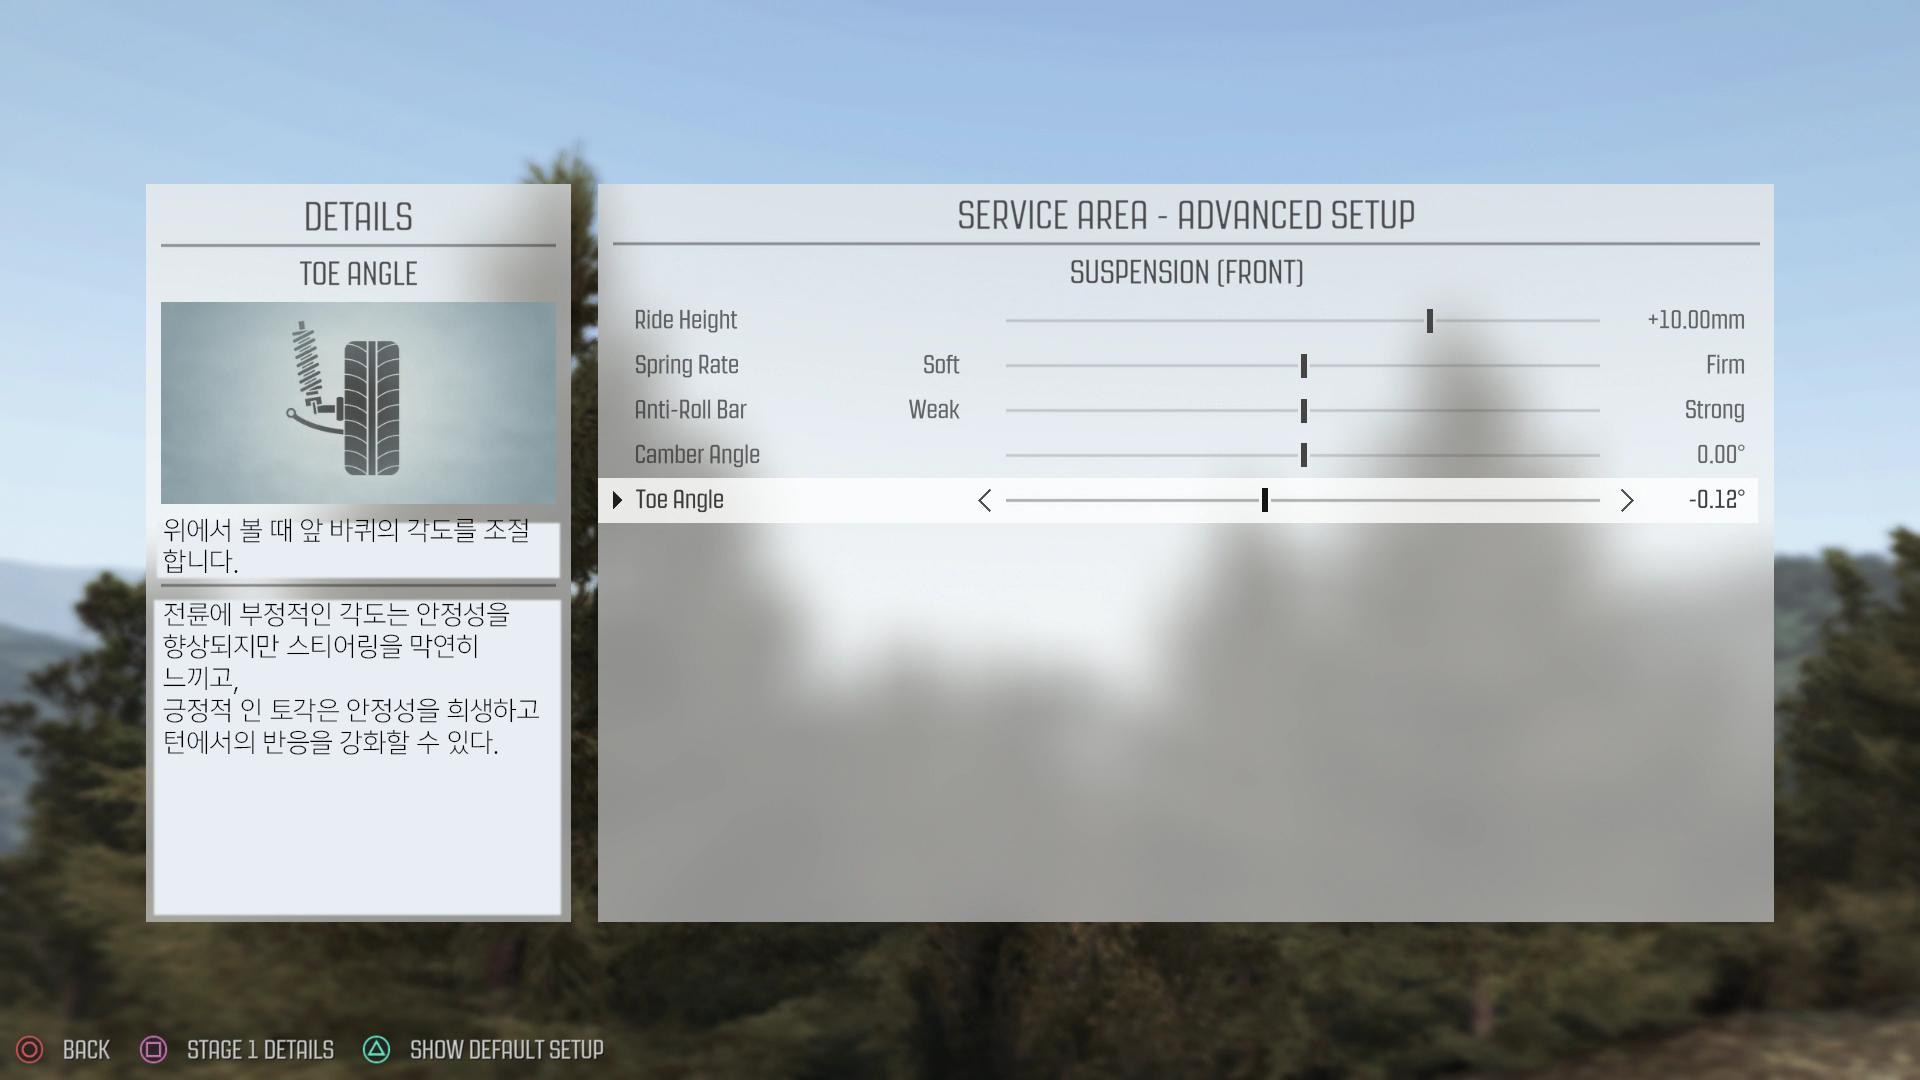 DETAILS
TOE ANGLE
위에서 볼 때 앞 바퀴의 각도를 조절
합니다.
전륜에 부정적인 각도는 안정성을
향상되지만 스티어링을 막연히
느끼고,
긍정적 인 토각은 안정성을 희생하고
턴에서의 반응을 강화할 수 있다.
SERVICE AREA - ADVANCED SETUP
SUSPENSION (FRONT)
Ride Height +10.00mm
Spring Rate Soft Firm
Anti-Roll Bar Weak Strong
Camber Angle 0.00°
Toe Angle -0.12°
BACK STAGE 1 DETAILS SHOW DEFAULT SETUP